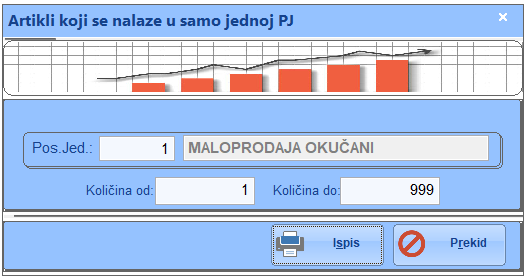 Artikli koji se nalaze u samo jednoj PJ
Pos.Jed.: 1 MALOPRODAJA OKUČANI
Količina od: 1 Količina do: 999
Ispis Prekid